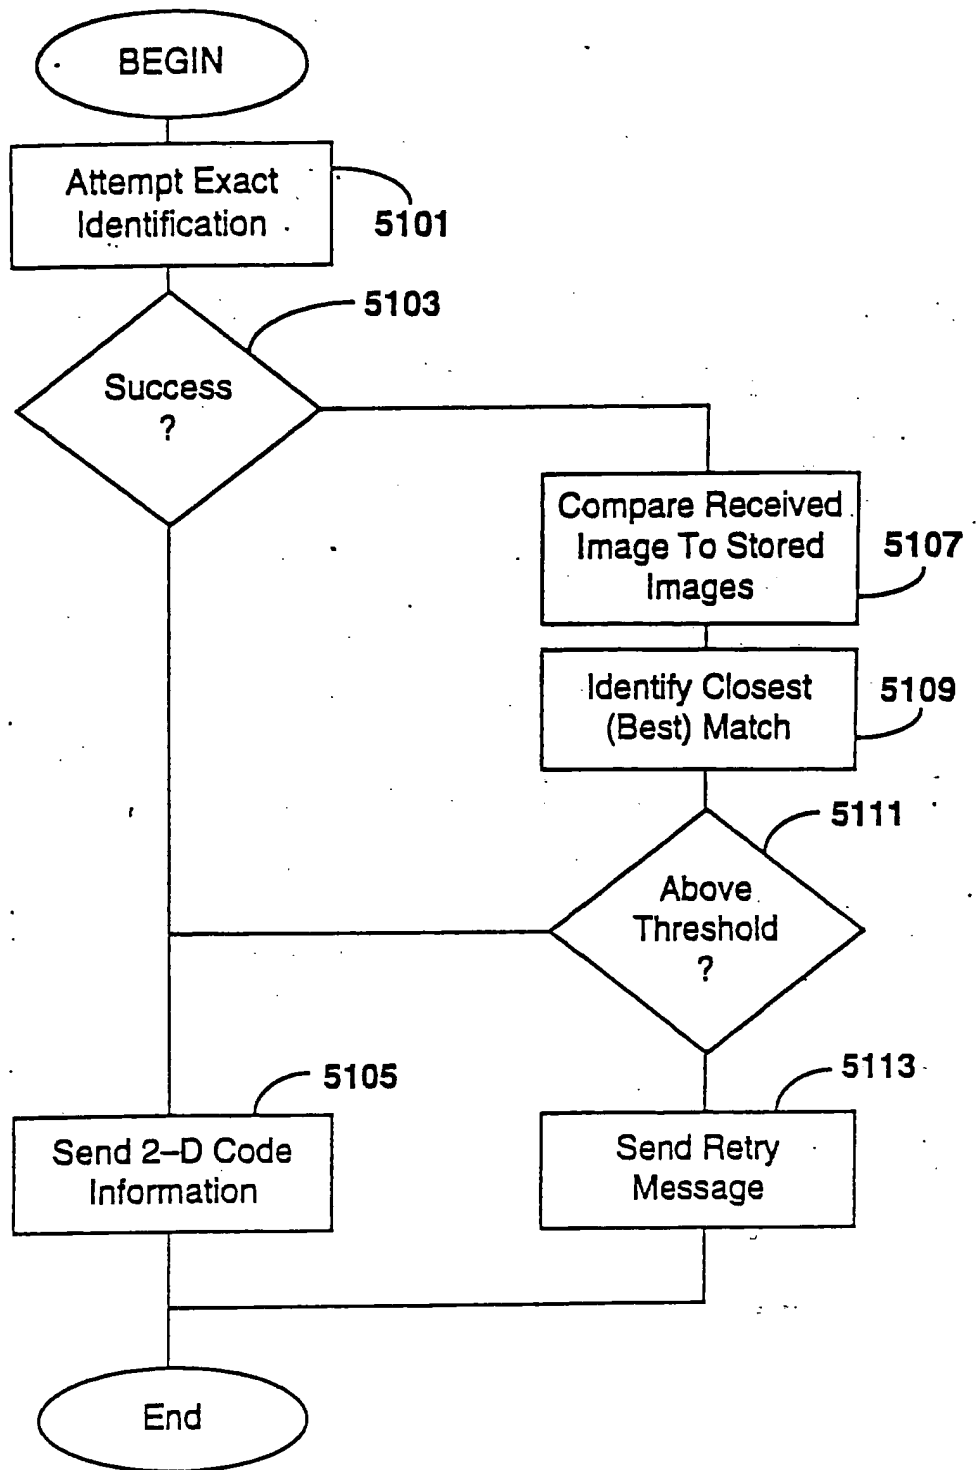 BEGIN
Attempt Exact
Identification
5101
5103
Success
?
Compare Received
Image To Stored
Images
5107
Identify Closest
(Best) Match
5109
5111
Above
Threshold
?
5105
Send 2-D Code
Information
5113
Send Retry
Message
End